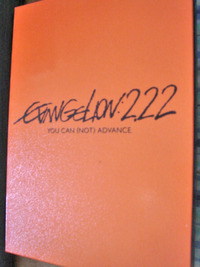 EVANGELION:2.22
YOU CAN (NOT) ADVANCE.